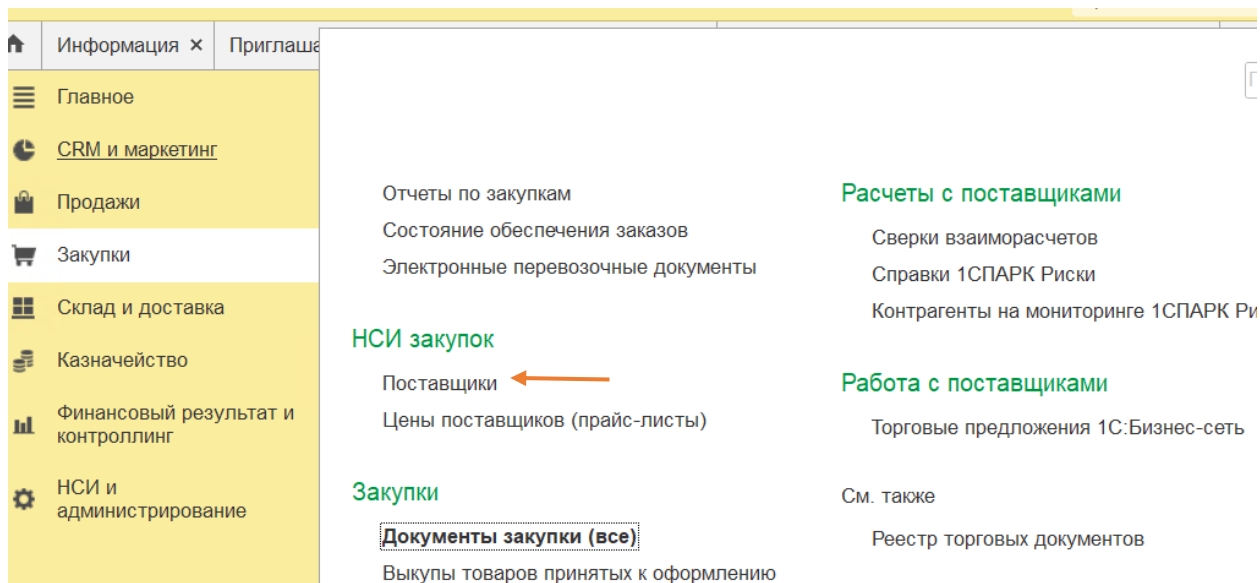 Информация ×
Приглаша
Главное
CRM и маркетинг
Продажи
Закупки
Склад и доставка
Казначейство
Финансовый результат и
контроллинг
НСИ и
администрирование
Отчеты по закупкам
Состояние обеспечения заказов
Электронные перевозочные документы
НСИ закупок
Поставщики
Цены поставщиков (прайс-листы)
Закупки
Документы закупки (все)
Выкупы товаров принятых к оформлению
Расчеты с поставщиками
Сверки взаиморасчетов
Справки 1СПАРК Риски
Контрагенты на мониторинге 1СПАРК Ри
Работа с поставщиками
Торговые предложения 1С:Бизнес-сеть
См. также
Реестр торговых документов